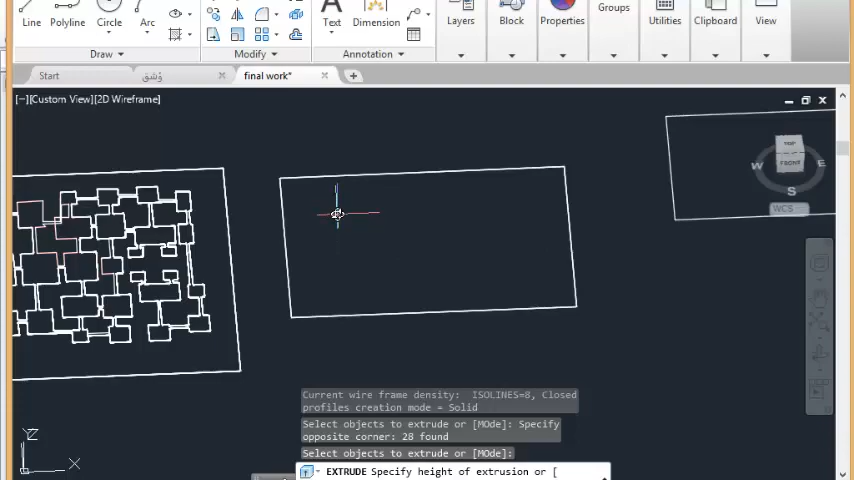 Line
Polyline
Circle
Arc
Text
Dimension
Layers
Block
Properties
Groups
Utilities
Clipboard
View
Draw
Modify
Annotation
Start
وُشق
final work*
[−][Custom View][2D Wireframe]
TOP
FRONT
W
E
S
WCS
Z
X
Current wire frame density:  ISOLINES=8, Closed
profiles creation mode = Solid
Select objects to extrude or [MOde]: Specify
opposite corner: 28 found
Select objects to extrude or [MOde]:
EXTRUDE Specify height of extrusion or [